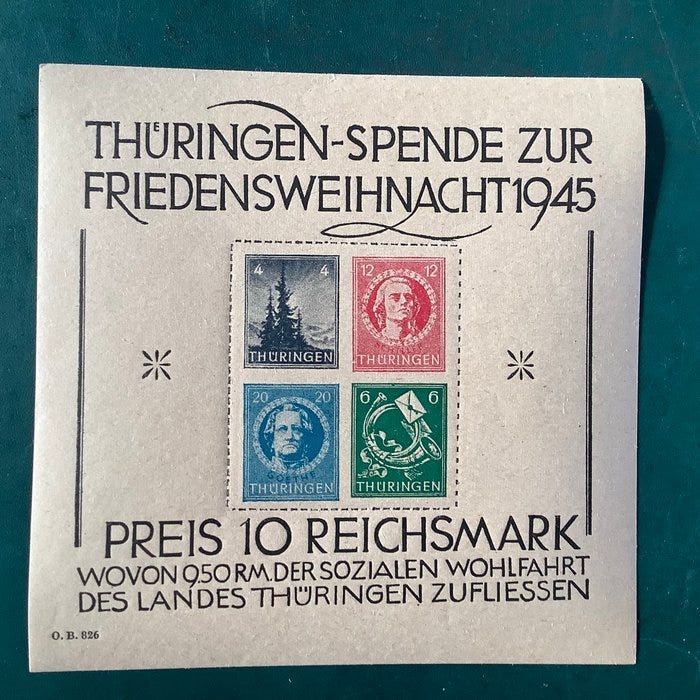 THÜRINGEN-SPENDE ZUR
FRIEDENSWEIHNACHT 1945
4 4
THÜRINGEN
12 12
THÜRINGEN
20 20
GOETHE
THÜRINGEN
6 6
THÜRINGEN
PREIS 10 REICHSMARK
WOVON 9,50 RM. DER SOZIALEN WOHLFAHRT
DES LANDES THÜRINGEN ZUFLIESSEN
O. B. 826